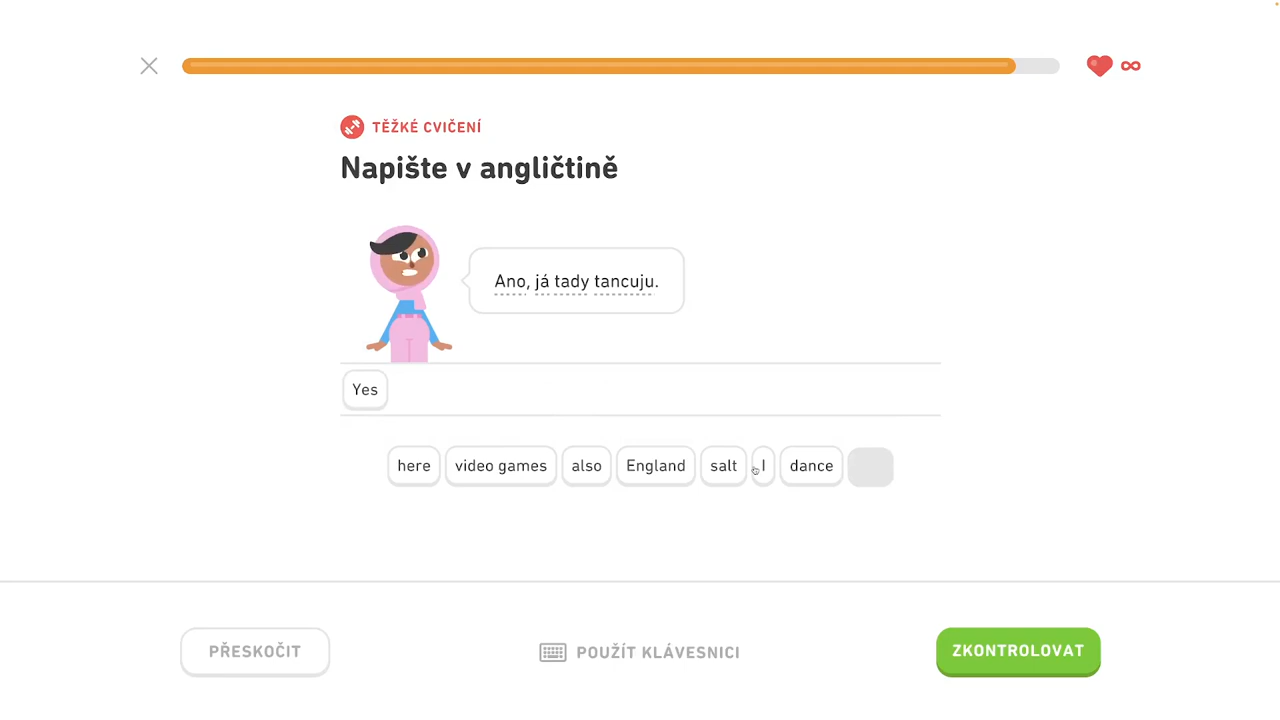 TĚŽKÉ CVIČENÍ
Napište v angličtině
Ano, já tady tancuju.
Yes
here video games also England salt I dance
PŘESKOČIT POUŽÍT KLÁVESNICI ZKONTROLOVAT